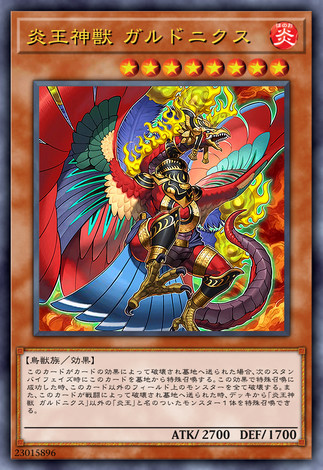 炎王神獣 ガルドニクス
ほのお
炎
【鳥獣族／効果】
このカードがカードの効果によって破壊され墓地へ送られた場合、次のスタン
バイフェイズ時にこのカードを墓地から特殊召喚する。この効果で特殊召喚に
成功した時、このカード以外のフィールド上のモンスターを全て破壊する。ま
た、このカードが戦闘によって破壊され墓地へ送られた時、デッキから「炎王神
獣 ガルドニクス」以外の「炎王」と名のついたモンスター1体を特殊召喚でき
る。
ATK/ 2700 DEF/1700
23015896